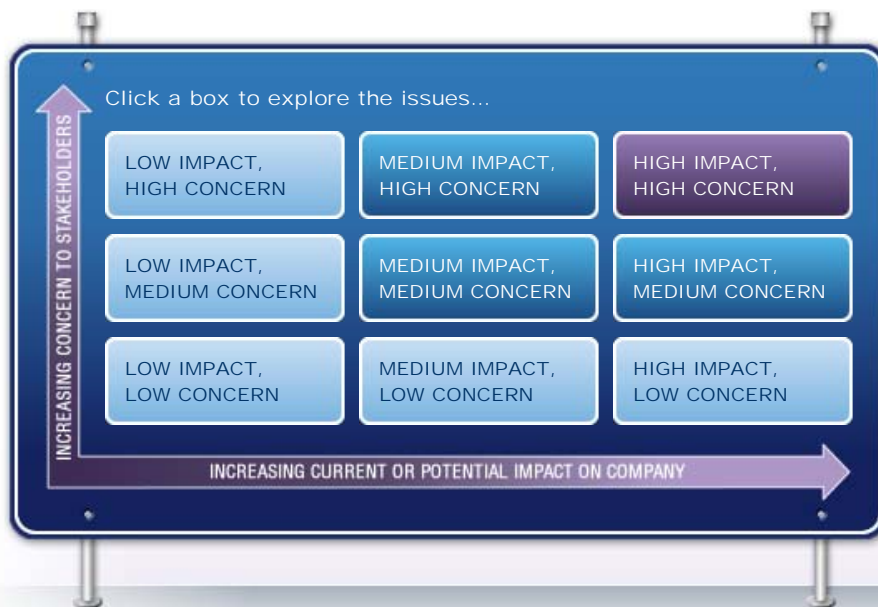 Click a box to explore the issues...
LOW IMPACT,
HIGH CONCERN
MEDIUM IMPACT,
HIGH CONCERN
HIGH IMPACT,
HIGH CONCERN
LOW IMPACT,
MEDIUM CONCERN
MEDIUM IMPACT,
MEDIUM CONCERN
HIGH IMPACT,
MEDIUM CONCERN
LOW IMPACT,
LOW CONCERN
MEDIUM IMPACT,
LOW CONCERN
HIGH IMPACT,
LOW CONCERN
INCREASING CONCERN TO STAKEHOLDERS
INCREASING CURRENT OR POTENTIAL IMPACT ON COMPANY